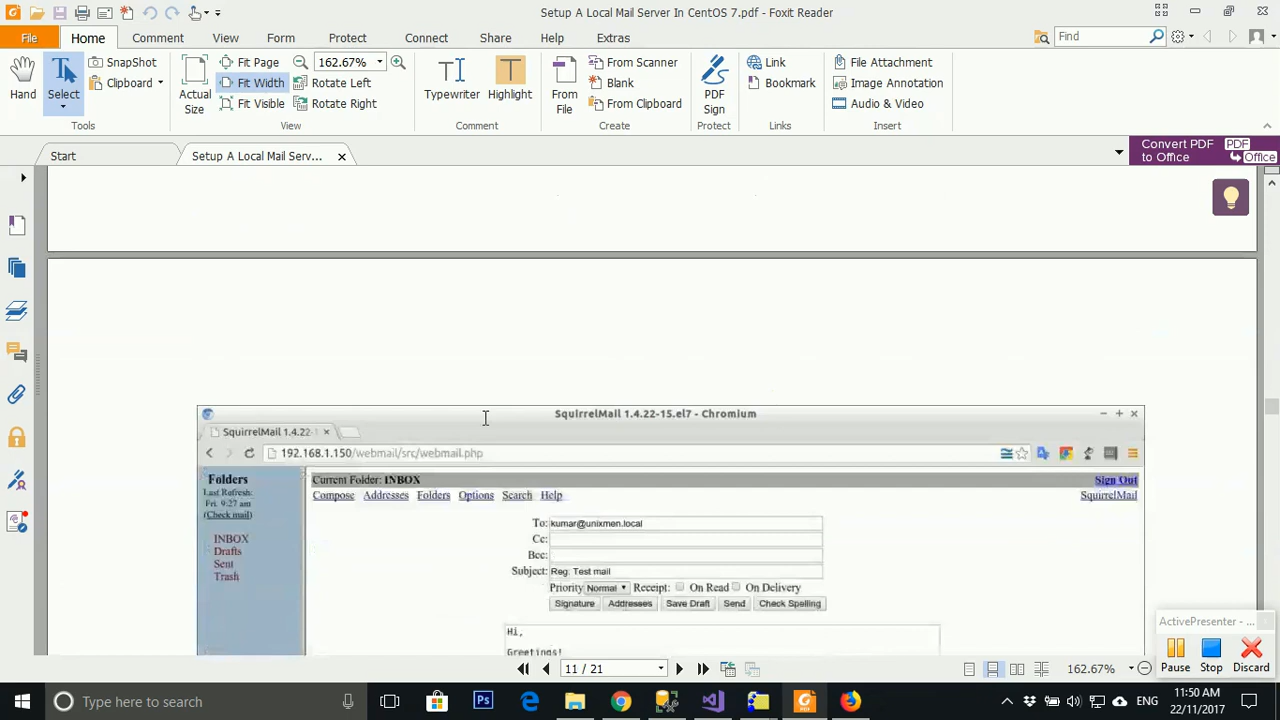 Setup A Local Mail Server In CentOS 7.pdf - Foxit Reader
File Home Comment View Form Protect Connect Share Help Extras Find
Hand
Select
SnapShot
Clipboard
Tools
Actual Size
Fit Page
Fit Width
Fit Visible
162.67%
Rotate Left
Rotate Right
View
Typewriter
Highlight
Comment
From File
From Scanner
Blank
From Clipboard
Create
PDF Sign
Protect
Link
Bookmark
Links
File Attachment
Image Annotation
Audio & Video
Insert
Start
Setup A Local Mail Serv...
Convert PDF to Office
PDF
Office
SquirrelMail 1.4.22-15.el7 - Chromium
SquirrelMail 1.4.22-1
192.168.1.150/webmail/src/webmail.php
Folders
Last Refresh:
Fri, 9:27 am
(Check mail)
INBOX
Drafts
Sent
Trash
Current Folder: INBOX
Sign Out
Compose Addresses Folders Options Search Help
SquirrelMail
To: kumar@unixmen.local
Cc:
Bcc:
Subject: Reg: Test mail
Priority Normal Receipt: On Read On Delivery
Signature Addresses Save Draft Send Check Spelling
Hi,
Greetings!
ActivePresenter - ...
Pause Stop Discard
11 / 21
162.67%
Type here to search
Ps
ENG
11:50 AM
22/11/2017